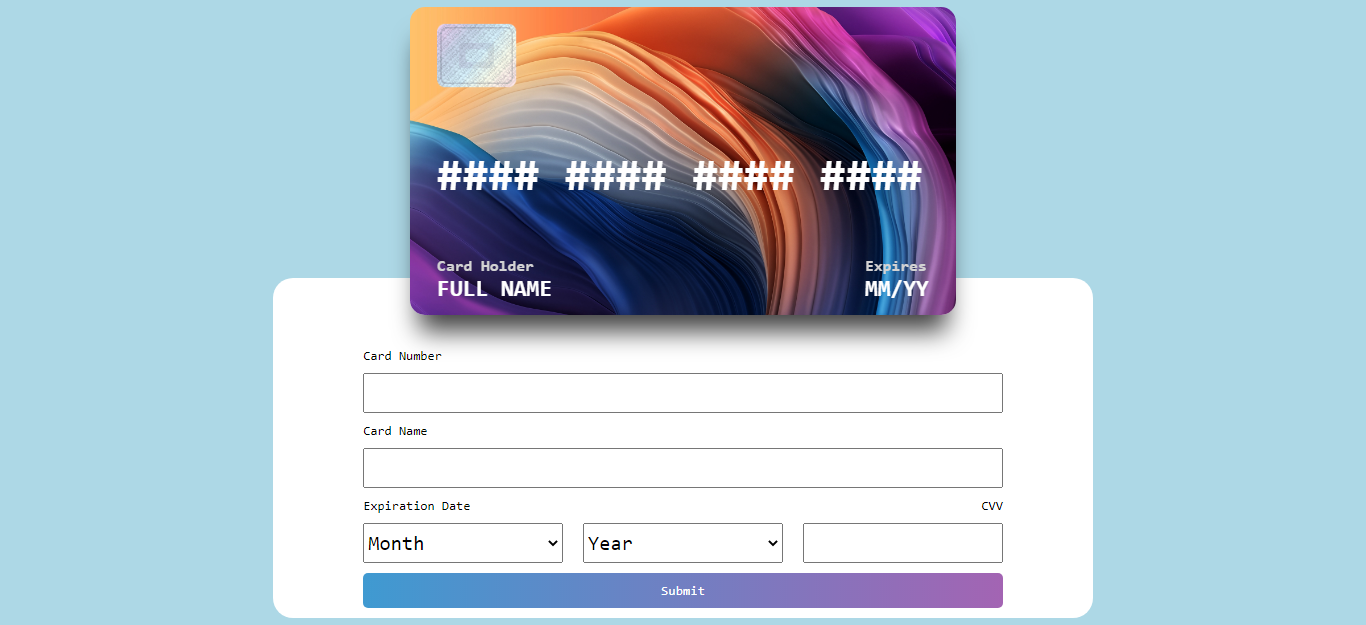 #### #### #### ####
Card Holder
Expires
FULL NAME
MM/YY
Card Number
Card Name
Expiration Date
CVV
Month
Year
Submit